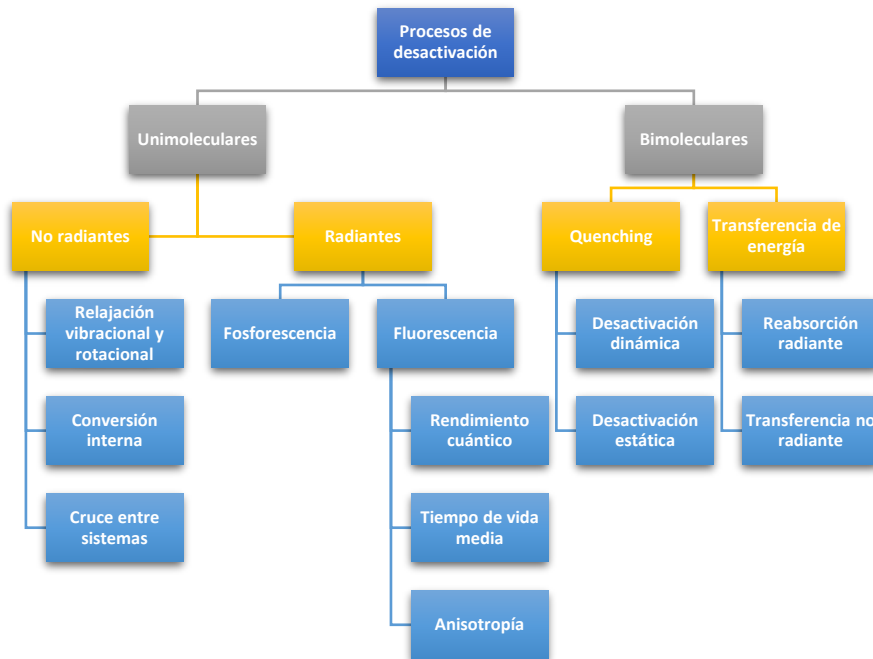 Procesos de
desactivación
Unimoleculares
Bimoleculares
No radiantes
Radiantes
Quenching
Transferencia de
energía
Relajación
vibracional y
rotacional
Fosforescencia
Fluorescencia
Desactivación
dinámica
Reabsorción
radiante
Conversión
interna
Rendimiento
cuántico
Desactivación
estática
Transferencia no
radiante
Cruce entre
sistemas
Tiempo de vida
media
Anisotropía